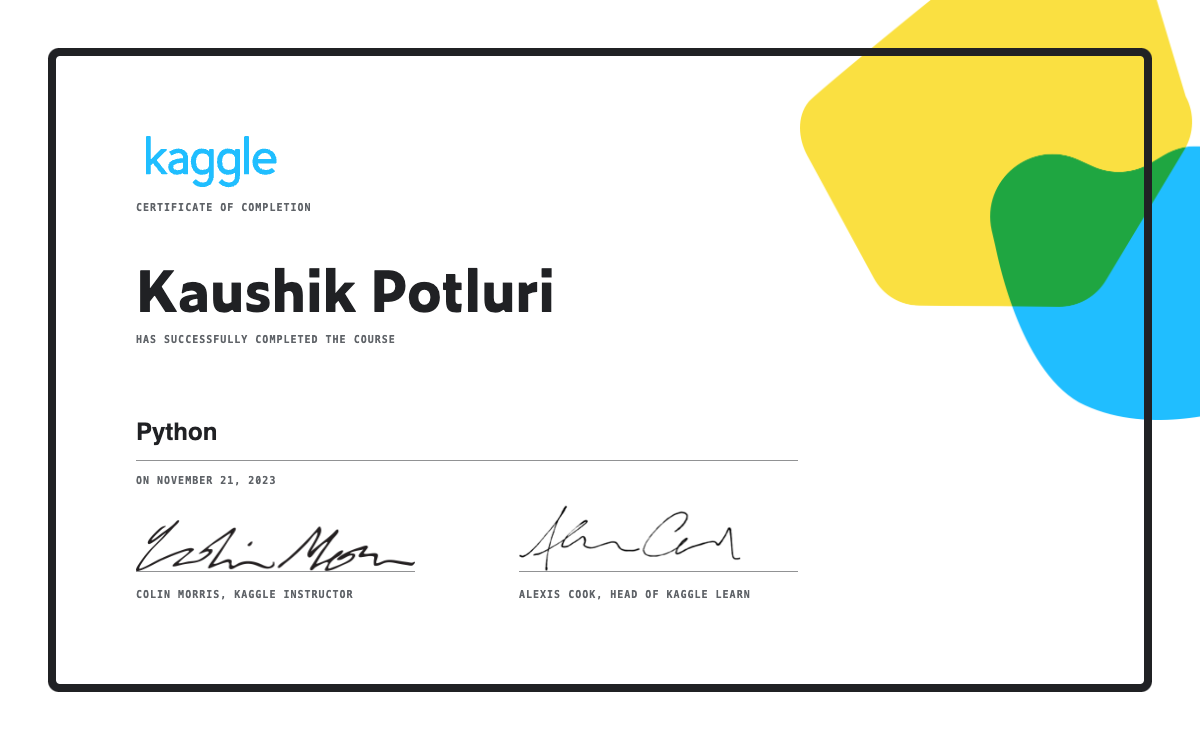 kaggle
CERTIFICATE OF COMPLETION
Kaushik Potluri
HAS SUCCESSFULLY COMPLETED THE COURSE
Python
ON NOVEMBER 21, 2023
COLIN MORRIS, KAGGLE INSTRUCTOR
ALEXIS COOK, HEAD OF KAGGLE LEARN